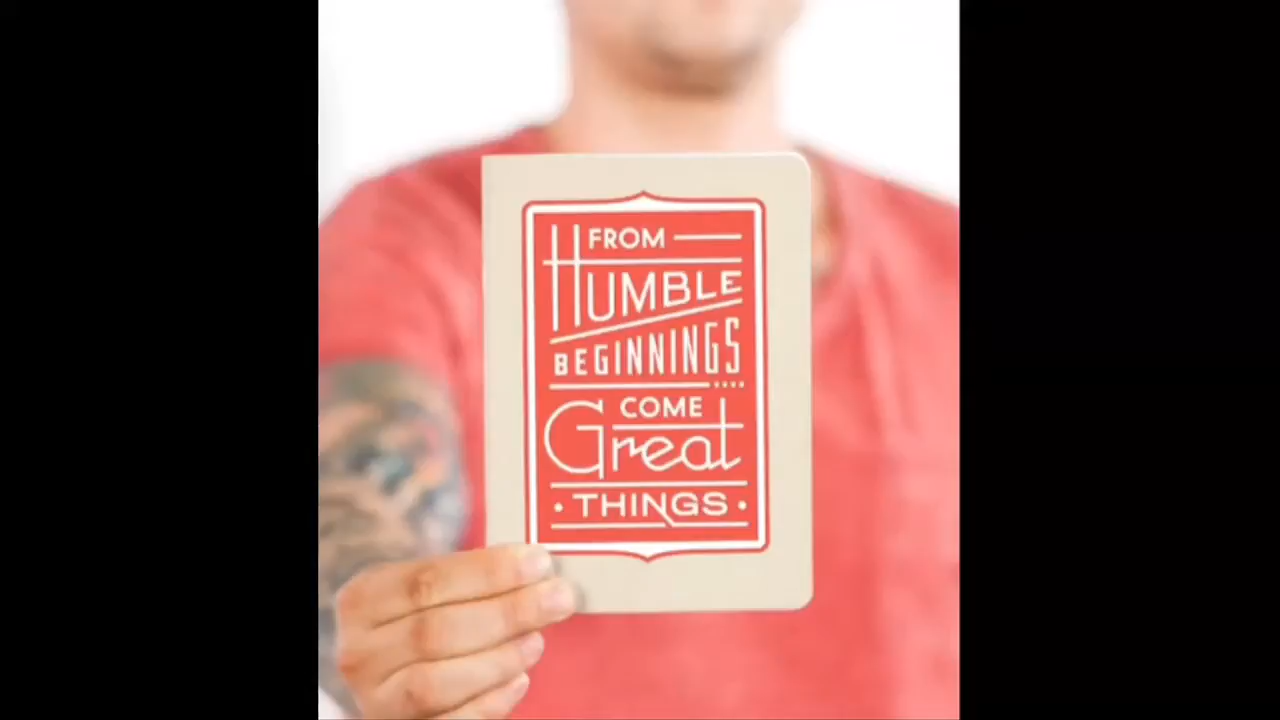 FROM
HUMBLE
BEGINNINGS
COME
Great
• THINGS •